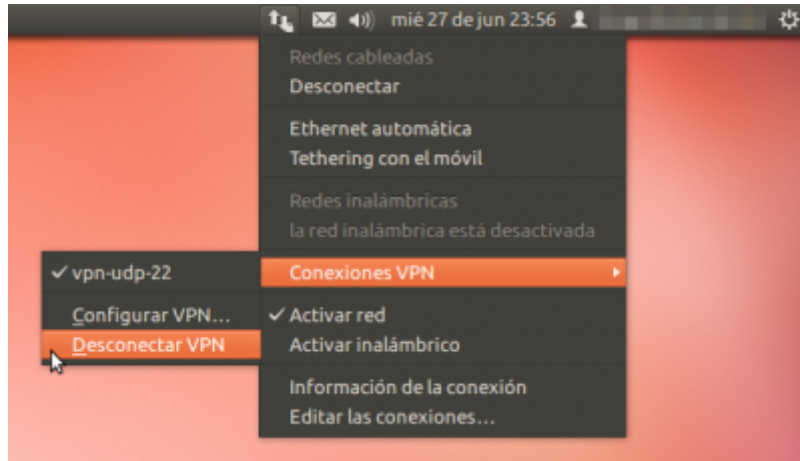 mié 27 de jun 23:56
Redes cableadas
Desconectar
Ethernet automática
Tethering con el móvil
Redes inalámbricas
la red inalámbrica está desactivada
Conexiones VPN
vpn-udp-22
Configurar VPN...
Desconectar VPN
Activar red
Activar inalámbrico
Información de la conexión
Editar las conexiones...